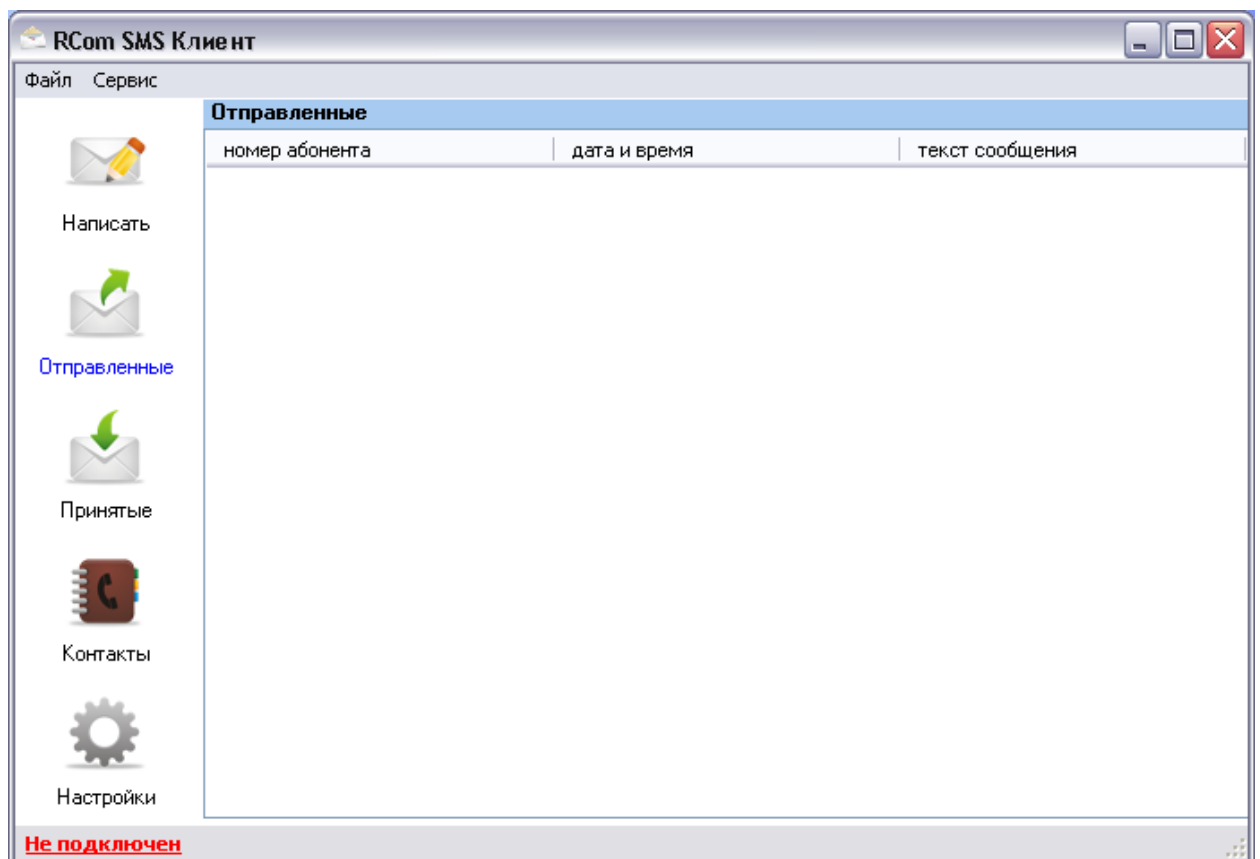 RCom SMS Клиент
Файл Сервис
Отправленные
номер абонента дата и время текст сообщения
Написать
Отправленные
Принятые
Контакты
Настройки
Не подключен